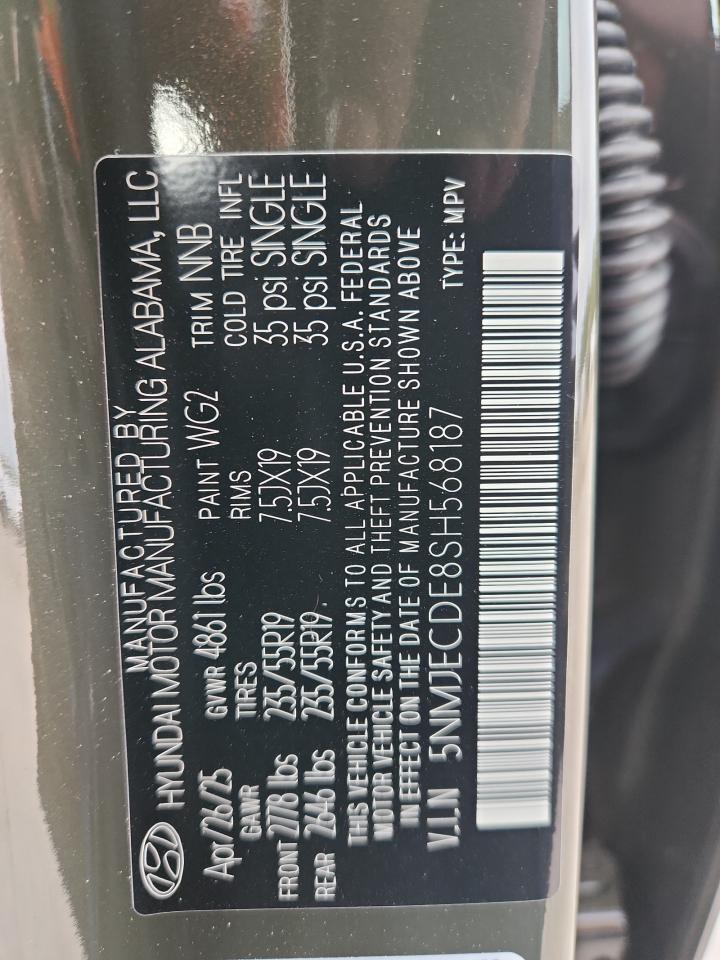 MANUFACTURED BY
HYUNDAI MOTOR MANUFACTURING ALABAMA, LLC
Apr/26/25 GVWR 4861 lbs PAINT WG2 TRIM NNB
GAWR TIRES RIMS COLD TIRE INFL
FRONT 2778 lbs 235/55R19 7.5JX19 35 psi SINGLE
REAR 2646 lbs 235/55R19 7.5JX19 35 psi SINGLE
THIS VEHICLE CONFORMS TO ALL APPLICABLE U.S.A. FEDERAL
MOTOR VEHICLE SAFETY AND THEFT PREVENTION STANDARDS
IN EFFECT ON THE DATE OF MANUFACTURE SHOWN ABOVE
V.I.N 5NMJECDE8SH568187 TYPE: MPV